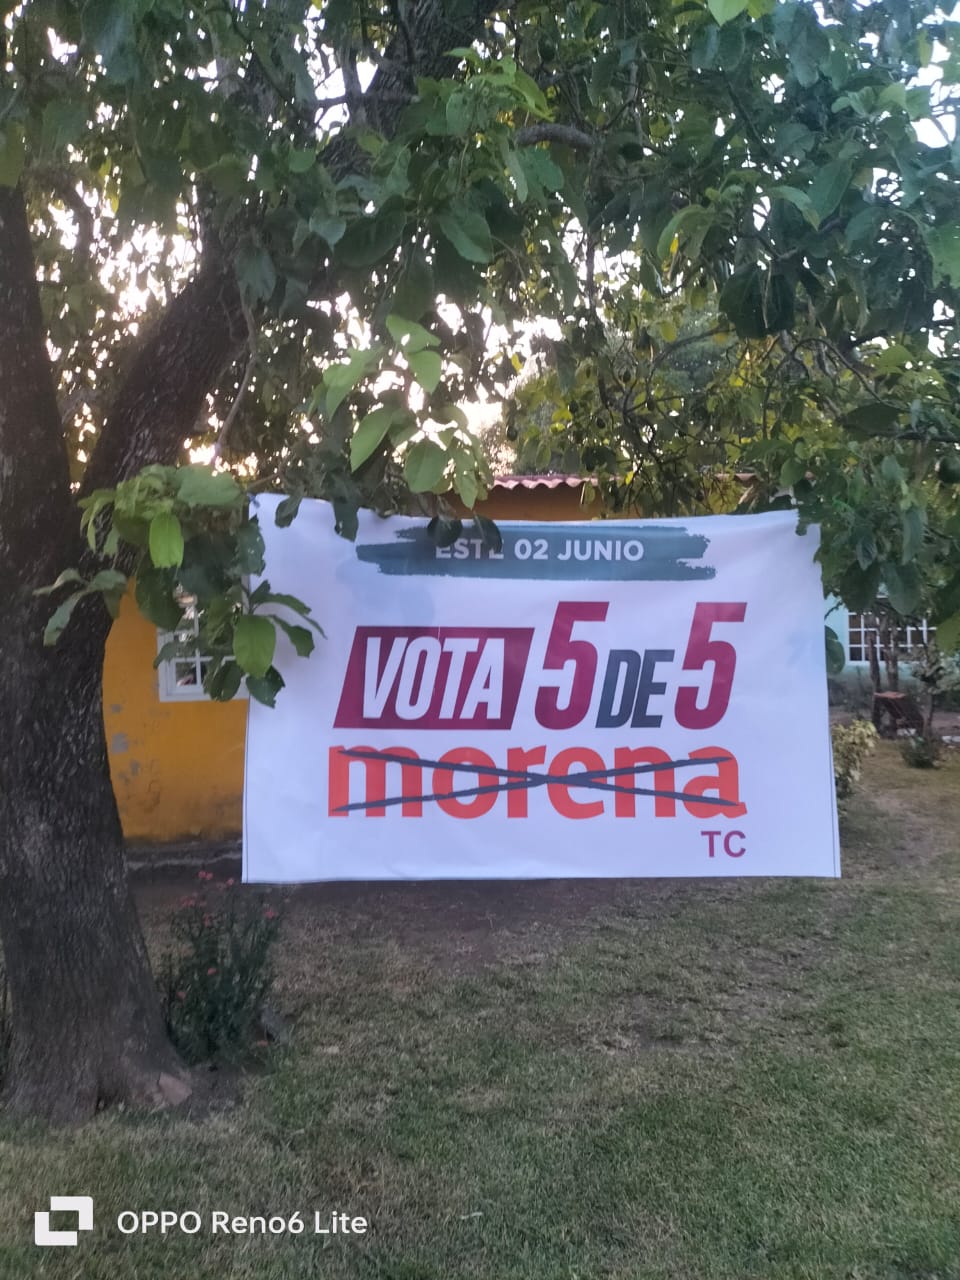 ESTE 02 JUNIO
VOTA 5 DE 5
morena
TC
OPPO Reno6 Lite